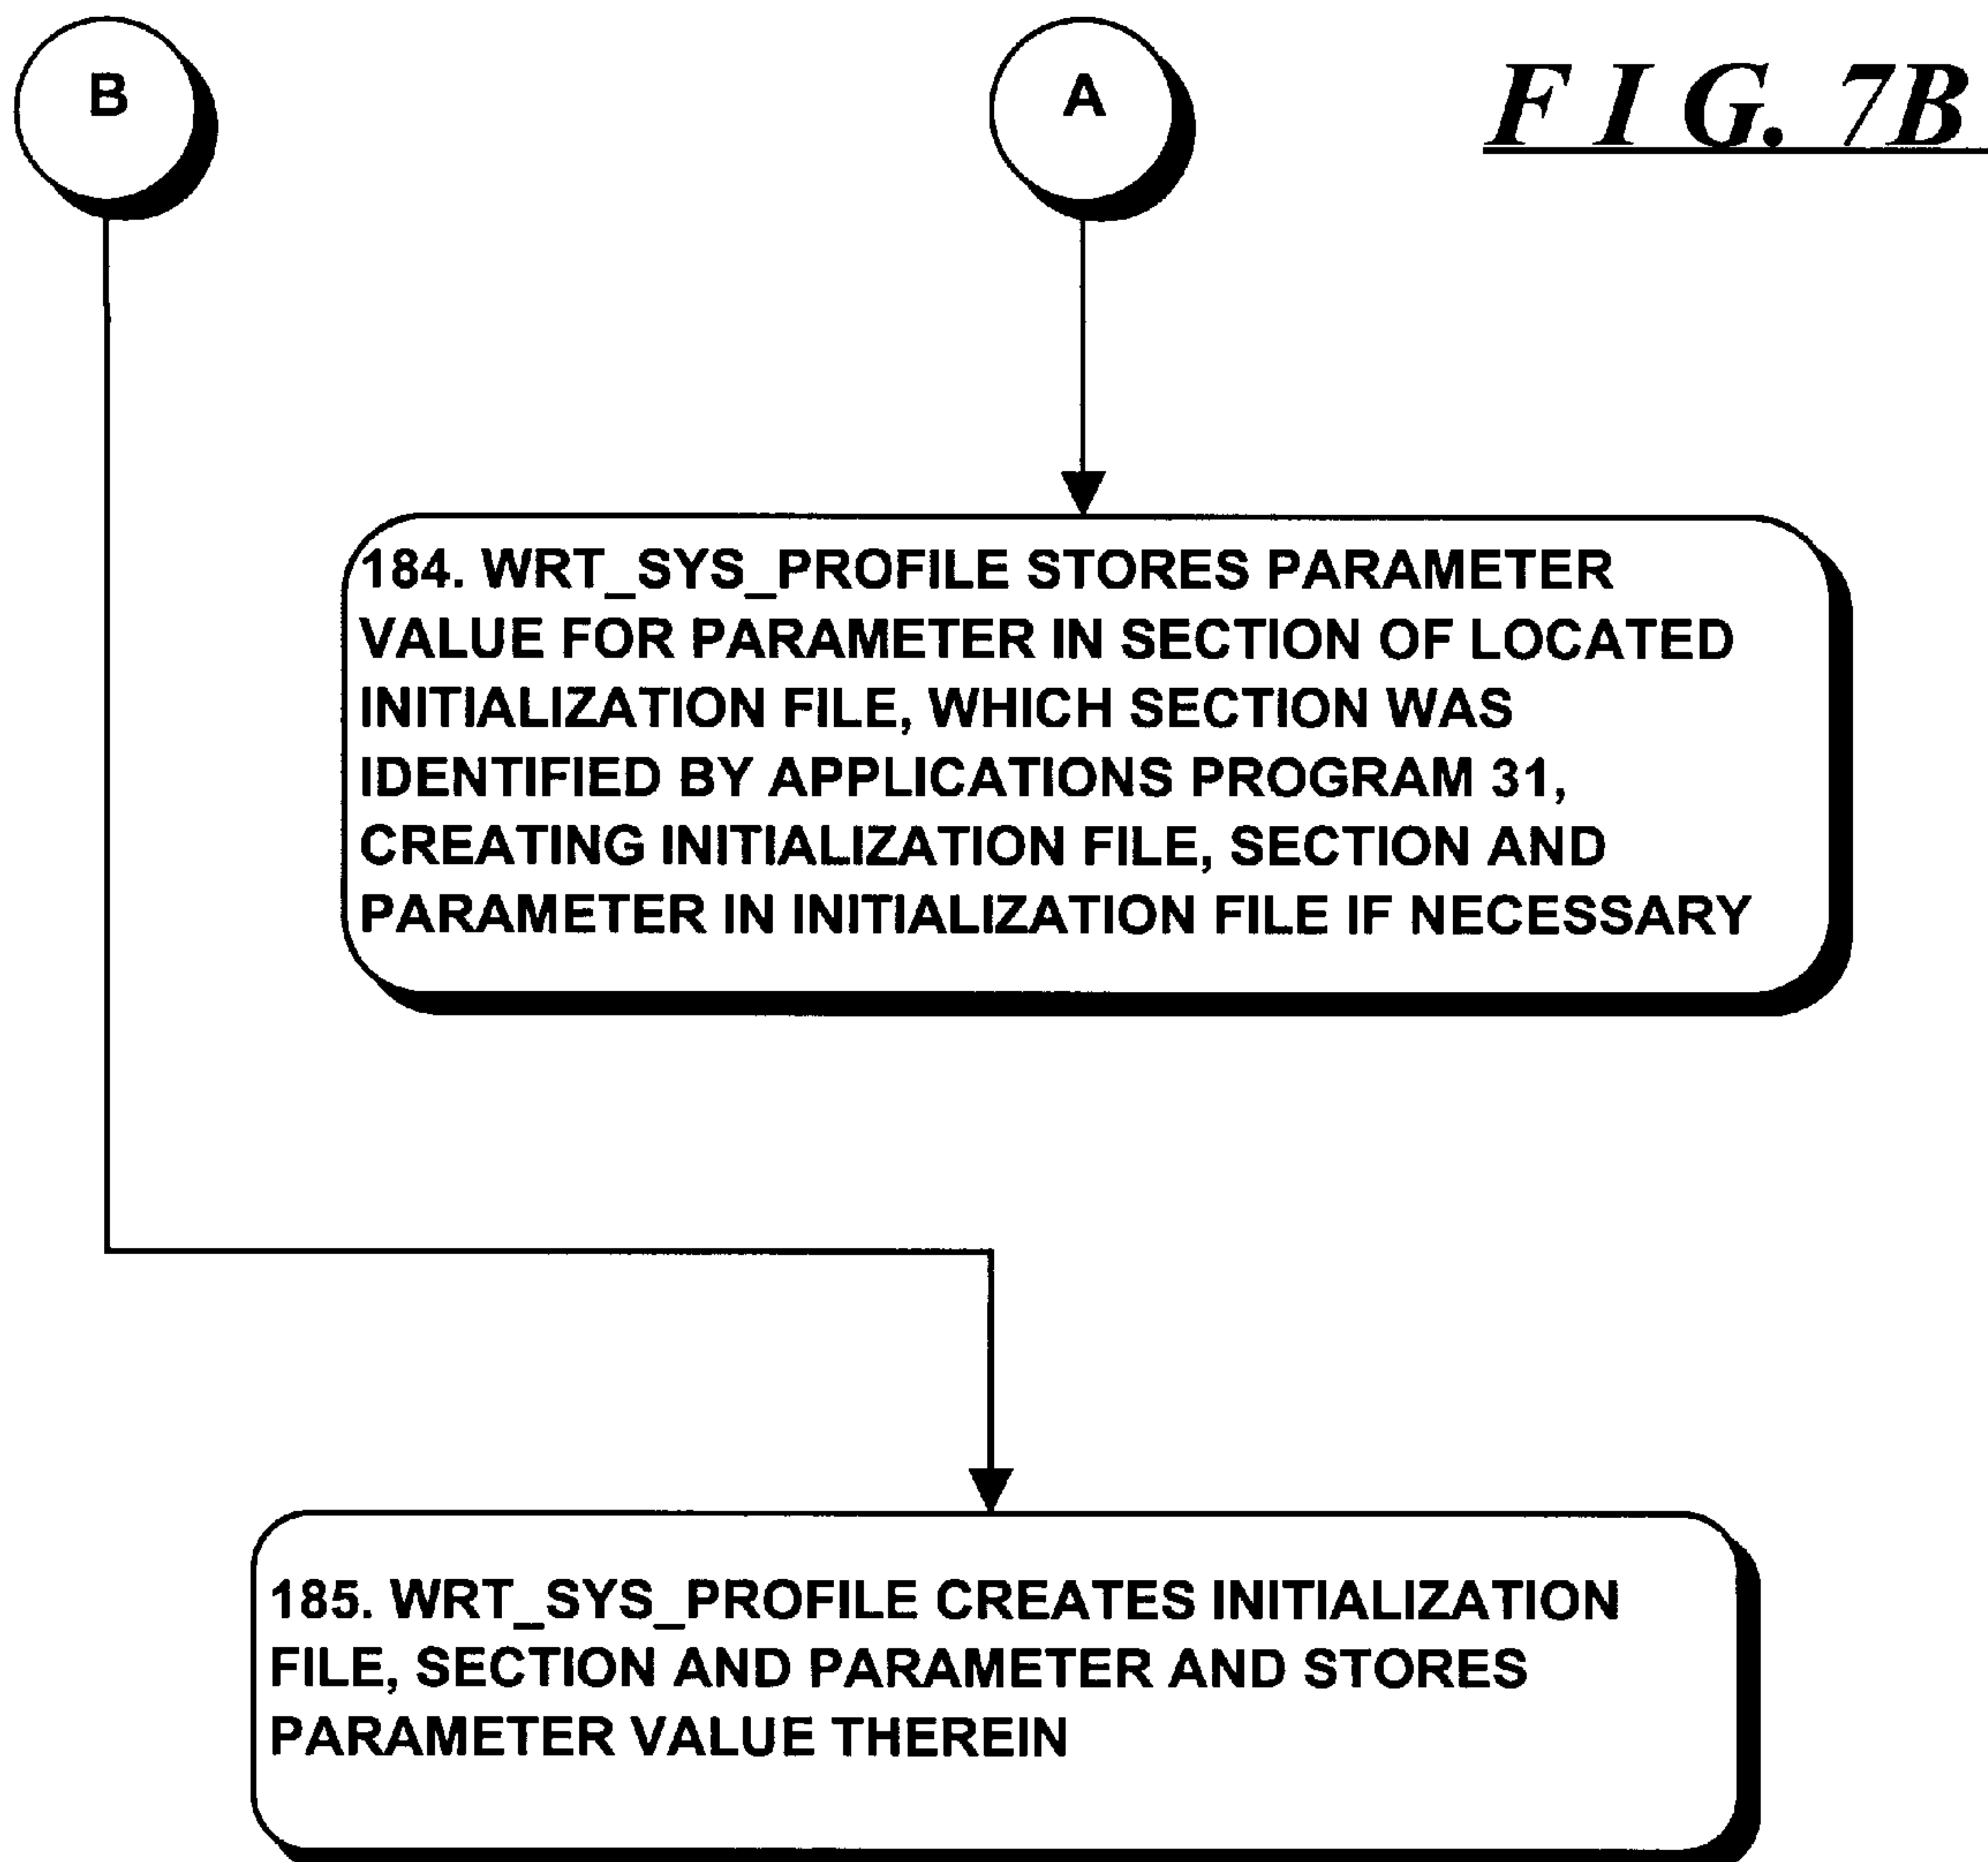 B
A
F I G. 7B
184. WRT_SYS_PROFILE STORES PARAMETER
VALUE FOR PARAMETER IN SECTION OF LOCATED
INITIALIZATION FILE, WHICH SECTION WAS
IDENTIFIED BY APPLICATIONS PROGRAM 31,
CREATING INITIALIZATION FILE, SECTION AND
PARAMETER IN INITIALIZATION FILE IF NECESSARY
185. WRT_SYS_PROFILE CREATES INITIALIZATION
FILE, SECTION AND PARAMETER AND STORES
PARAMETER VALUE THEREIN